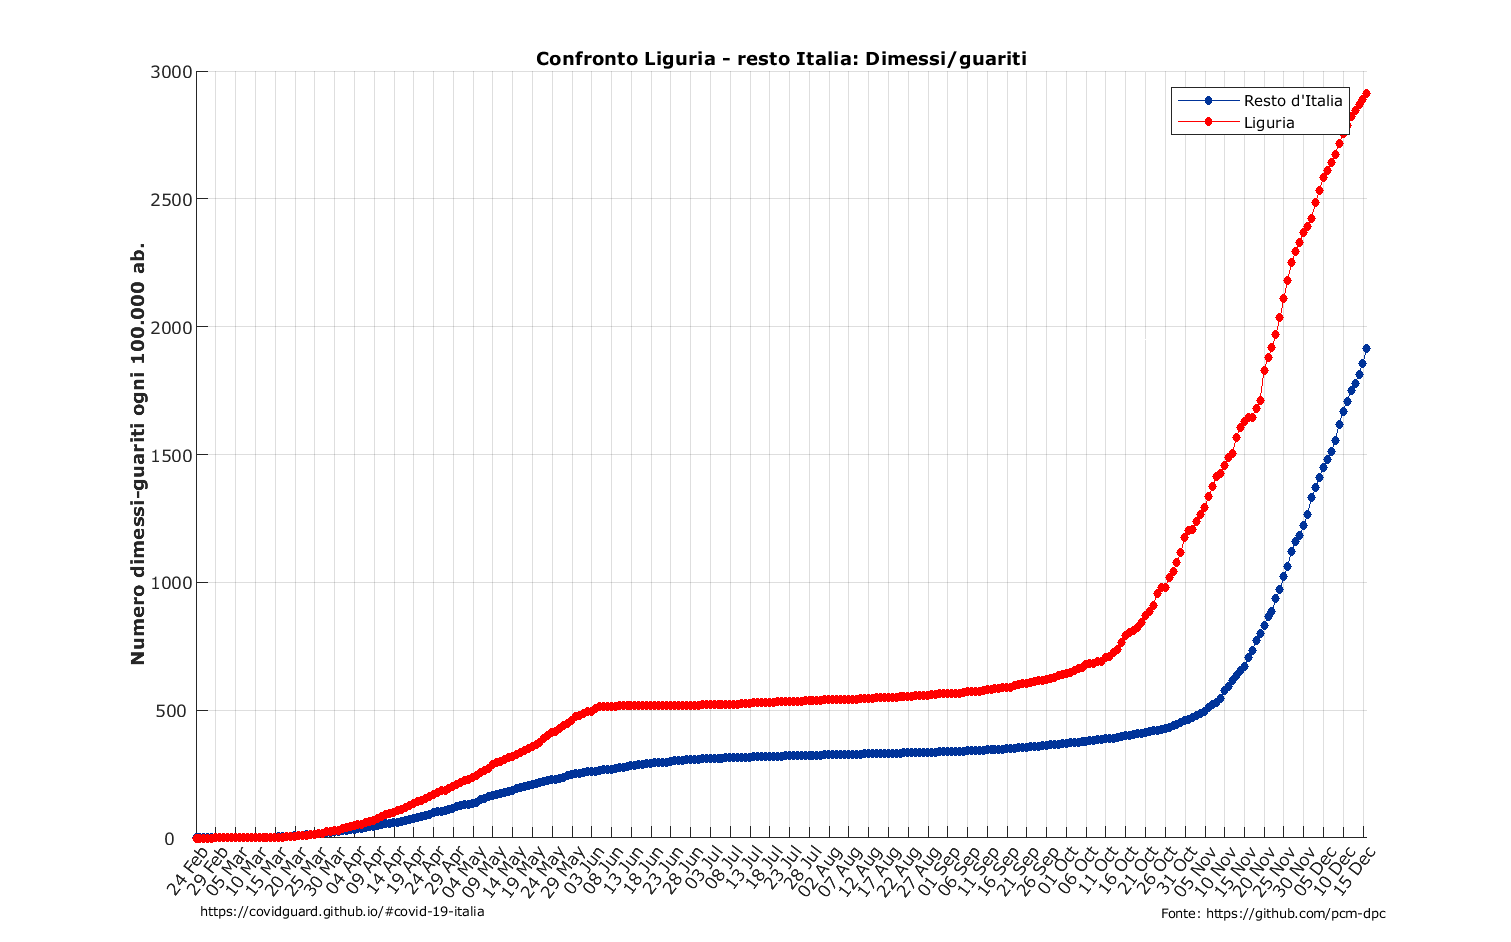 Confronto Liguria - resto Italia: Dimessi/guariti
Numero dimessi-guariti ogni 100.000 ab.
3000
2500
2000
1500
1000
500
0
Resto d'Italia
Liguria
24 Feb
29 Feb
05 Mar
10 Mar
15 Mar
20 Mar
25 Mar
30 Mar
04 Apr
09 Apr
14 Apr
19 Apr
24 Apr
29 Apr
04 May
09 May
14 May
19 May
24 May
29 May
03 Jun
08 Jun
13 Jun
18 Jun
23 Jun
28 Jun
03 Jul
08 Jul
13 Jul
18 Jul
23 Jul
28 Jul
02 Aug
07 Aug
12 Aug
17 Aug
22 Aug
27 Aug
01 Sep
06 Sep
11 Sep
16 Sep
21 Sep
26 Sep
01 Oct
06 Oct
11 Oct
16 Oct
21 Oct
26 Oct
31 Oct
05 Nov
10 Nov
15 Nov
20 Nov
25 Nov
30 Nov
05 Dec
10 Dec
15 Dec
https://covidguard.github.io/#covid-19-italia
Fonte: https://github.com/pcm-dpc